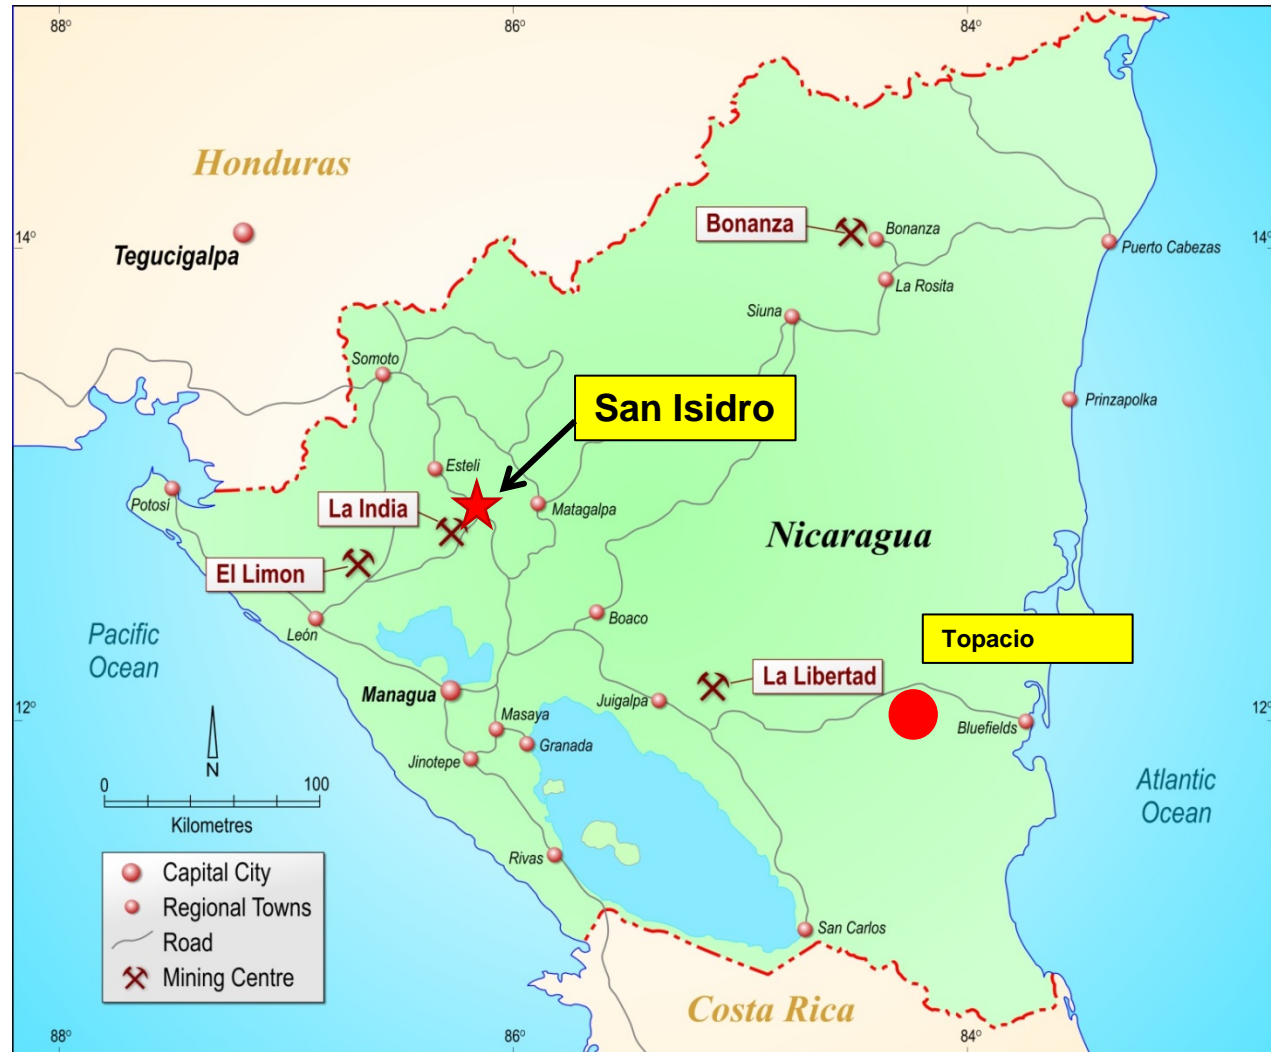 88°
86°
84°
Honduras
Tegucigalpa
14°
14°
Bonanza
Bonanza
Puerto Cabezas
La Rosita
Siuna
Somoto
San Isidro
Prinzapolka
Esteli
Potosi
La India
Matagalpa
Nicaragua
El Limon
León
Boaco
Pacific
Ocean
Topacio
La Libertad
Managua
Juigalpa
12°
12°
Masaya
Bluefields
Granada
Jinotepe
N
0
100
Kilometres
Atlantic
Ocean
Rivas
Capital City
Regional Towns
Road
Mining Centre
San Carlos
Costa Rica
88°
86°
84°